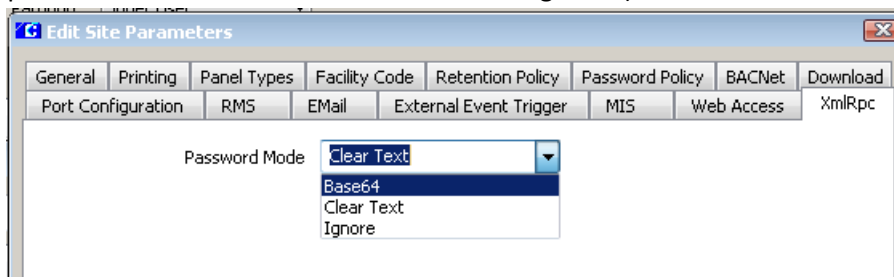 Edit Site Parameters
General Printing Panel Types Facility Code Retention Policy Password Policy BACNet Download
Port Configuration RMS EMail External Event Trigger MIS Web Access XmlRpc
Password Mode Clear Text
Base64
Clear Text
Ignore